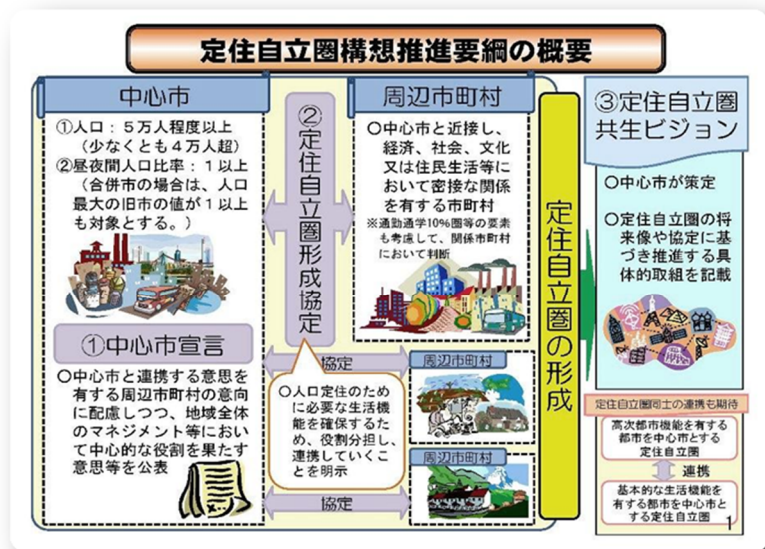 定住自立圏構想推進要綱の概要
中心市
①人口：５万人程度以上
（少なくとも４万人超）
②昼夜間人口比率：１以上
（合併市の場合は、人口
最大の旧市の値が１以上
も対象とする。）
①中心市宣言
○中心市と連携する意思を
有する周辺市町村の意向
に配慮しつつ、地域全体
のマネジメント等におい
て中心的な役割を果たす
意思等を公表
②定住自立圏形成協定
協定
○人口定住のため
に必要な生活機
能を確保するた
め、役割分担し、
連携していくこ
とを明示
協定
周辺市町村
○中心市と近接し、
経済、社会、文化
又は住民生活等に
おいて密接な関係
を有する市町村
※通勤通学10％圏等の要素
も考慮して、関係市町村
において判断
周辺市町村
周辺市町村
定住自立圏の形成
③定住自立圏
共生ビジョン
○中心市が策定
○定住自立圏の将
来像や協定に基
づき推進する具
体的取組を記載
定住自立圏同士の連携も期待
高次都市機能を有する
都市を中心市とする
定住自立圏
連携
基本的な生活機能を
有する都市を中心市と
する定住自立圏
1